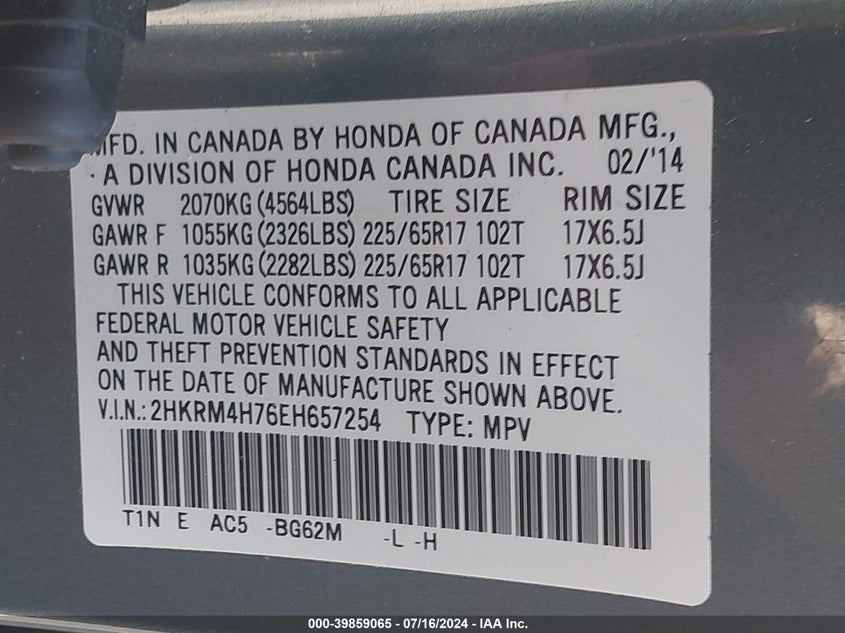 MFD. IN CANADA BY HONDA OF CANADA MFG.,
A DIVISION OF HONDA CANADA INC. 02/'14
GVWR 2070KG (4564LBS) TIRE SIZE RIM SIZE
GAWR F 1055KG (2326LBS) 225/65R17 102T 17X6.5J
GAWR R 1035KG (2282LBS) 225/65R17 102T 17X6.5J
THIS VEHICLE CONFORMS TO ALL APPLICABLE
FEDERAL MOTOR VEHICLE SAFETY
AND THEFT PREVENTION STANDARDS IN EFFECT
ON THE DATE OF MANUFACTURE SHOWN ABOVE.
V.I.N.: 2HKRM4H76EH657254 TYPE: MPV
T1N E AC5 -BG62M -L -H
000-39859065 - 07/16/2024 - IAA Inc.